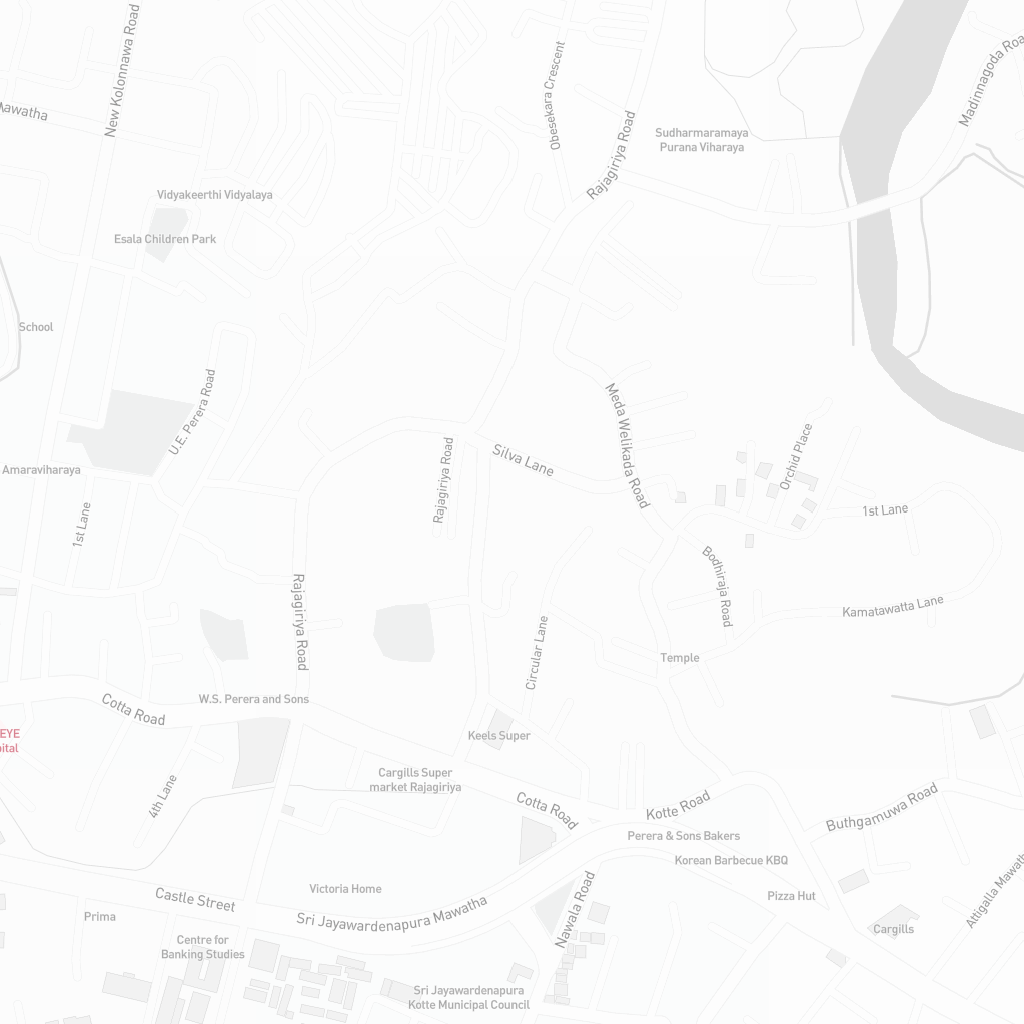 New Kolonnawa Road
Mawatha
Obesekara Crescent
Rajagiriya Road
Madinnagoda Roa
Sudharmaramaya
Purana Viharaya
Vidyakeerthi Vidyalaya
Esala Children Park
School
U.E. Perera Road
Meda Welikada Road
Silva Lane
Rajagiriya Road
Orchid Place
Amaraviharaya
1st Lane
1st Lane
Bodhiraja Road
Rajagiriya Road
Kamatawatta Lane
Circular Lane
Temple
W.S. Perera and Sons
Cotta Road
EYE
pital
Keels Super
Cargills Super
market Rajagiriya
4th Lane
Cotta Road
Kotte Road
Buthgamuwa Road
Perera & Sons Bakers
Korean Barbecue KBQ
Pizza Hut
Attigalla Mawath
Castle Street
Victoria Home
Sri Jayawardenapura Mawatha
Nawala Road
Prima
Cargills
Centre for
Banking Studies
Sri Jayawardenapura
Kotte Municipal Council